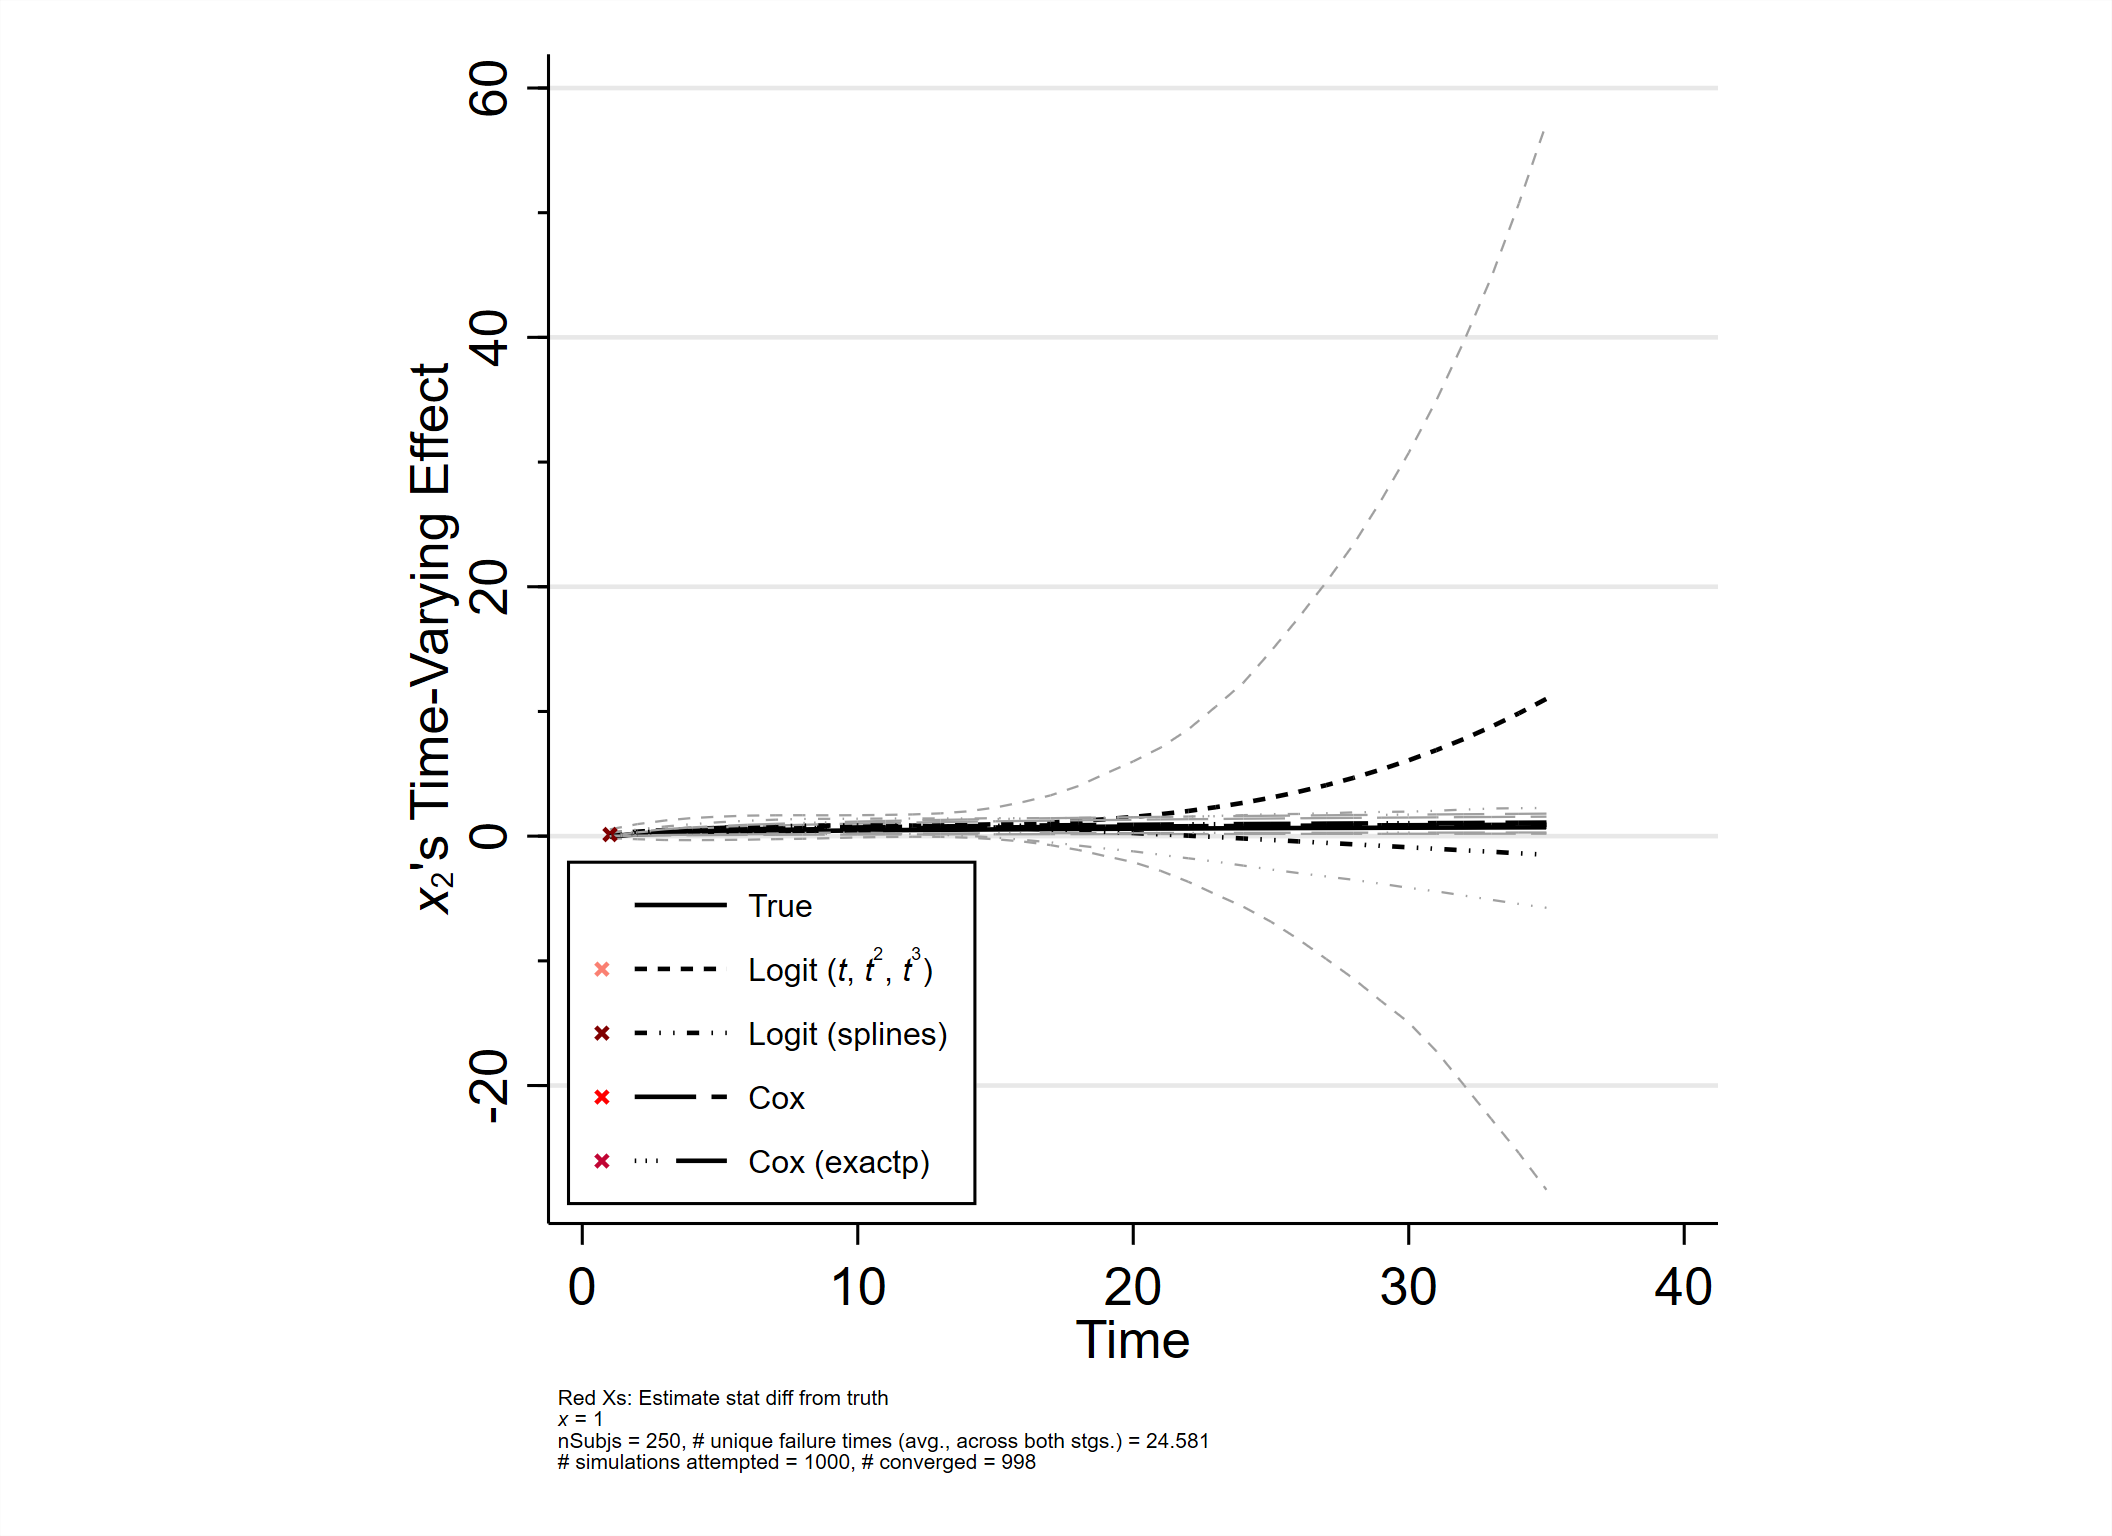 x₂'s Time-Varying Effect
60
40
20
0
-20
True
Logit (t, t², t³)
Logit (splines)
Cox
Cox (exactp)
0 10 20 30 40
Time
Red Xs: Estimate stat diff from truth
x = 1
nSubjs = 250, # unique failure times (avg., across both stgs.) = 24.581
# simulations attempted = 1000, # converged = 998